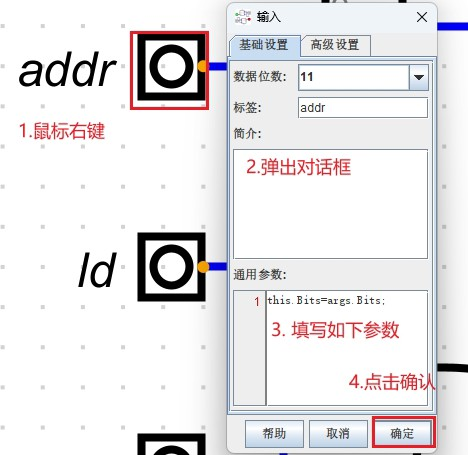 输入
基础设置 高级设置
addr
数据位数: 11
标签: addr
1.鼠标右键
简介:
2.弹出对话框
ld
通用参数:
1 this.Bits=args.Bits;
3. 填写如下参数
4.点击确认
帮助 取消 确定